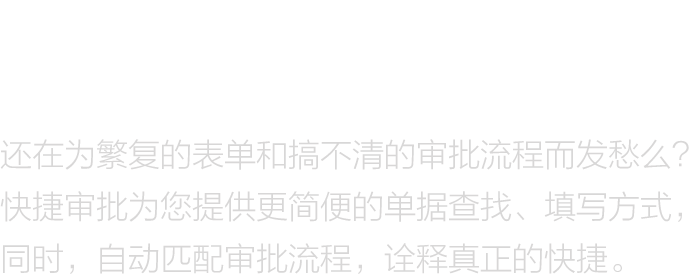 还在为繁复的表单和搞不清的审批流程而发愁么？
快捷审批为您提供更简便的单据查找、填写方式，
同时，自动匹配审批流程，诠释真正的快捷。